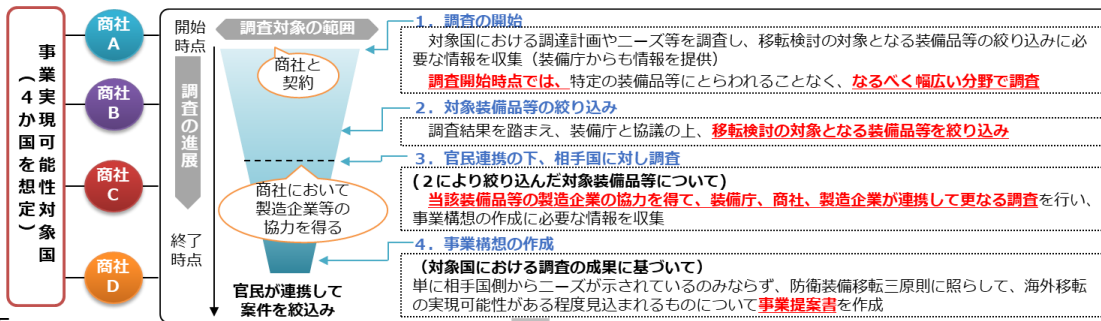 事業実現可能性対象国
(4か国を想定)
商社
A
商社
B
商社
C
商社
D
開始
時点
調査の進展
終了
時点
調査対象の範囲
商社と
契約
商社において
製造企業等の
協力を得る
官民が連携して
案件を絞込み
1．調査の開始
対象国における調達計画やニーズ等を調査し、移転検討の対象となる装備品等の絞り込みに必
要な情報を収集（装備庁からも情報を提供）
調査開始時点では、特定の装備品等にとらわれることなく、なるべく幅広い分野で調査
2．対象装備品等の絞り込み
調査結果を踏まえ、装備庁と協議の上、移転検討の対象となる装備品等を絞り込み
3．官民連携の下、相手国に対し調査
(2により絞り込んだ対象装備品等について)
当該装備品等の製造企業の協力を得て、装備庁、商社、製造企業が連携して更なる調査を行い、
事業構想の作成に必要な情報を収集
4．事業構想の作成
（対象国における調査の成果に基づいて）
単に相手国側からニーズが示されているのみならず、防衛装備移転三原則に照らして、海外移転
の実現可能性がある程度見込まれるものについて事業提案書を作成